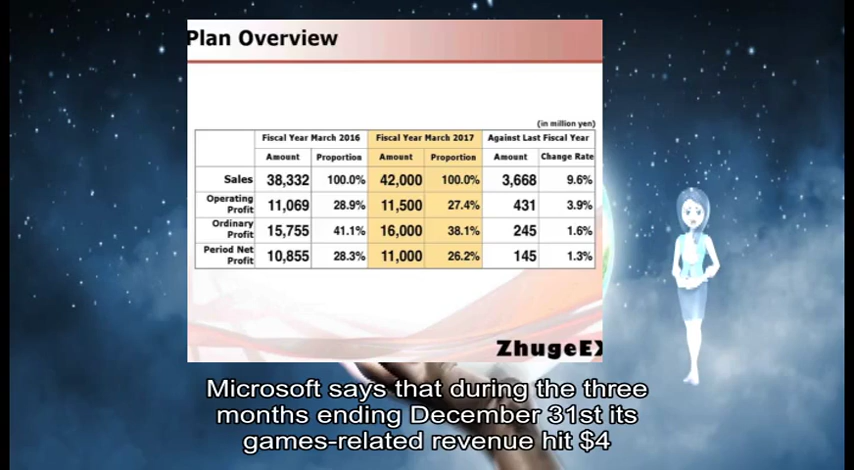 Plan Overview
(in million yen)
Fiscal Year March 2016 Fiscal Year March 2017 Against Last Fiscal Year
Amount Proportion Amount Proportion Amount Change Rate
Sales 38,332 100.0% 42,000 100.0% 3,668 9.6%
Operating Profit 11,069 28.9% 11,500 27.4% 431 3.9%
Ordinary Profit 15,755 41.1% 16,000 38.1% 245 1.6%
Period Net Profit 10,855 28.3% 11,000 26.2% 145 1.3%
ZhugeEX
Microsoft says that during the three
months ending December 31st its
games-related revenue hit $4